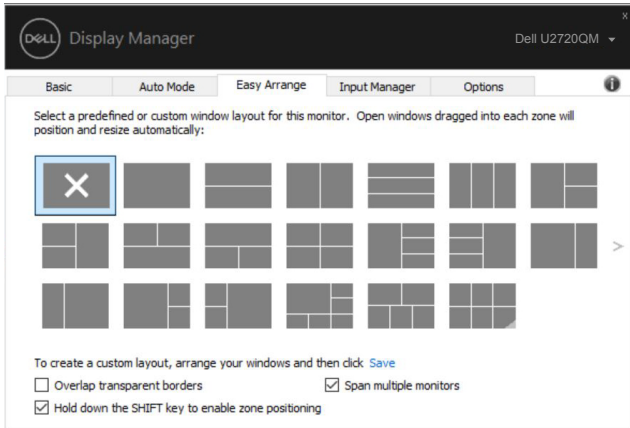 x
DELL Display Manager
Dell U2720QM
Basic
Auto Mode
Easy Arrange
Input Manager
Options
i
Select a predefined or custom window layout for this monitor. Open windows dragged into each zone will
position and resize automatically:
>
To create a custom layout, arrange your windows and then click Save
Overlap transparent borders
Span multiple monitors
Hold down the SHIFT key to enable zone positioning